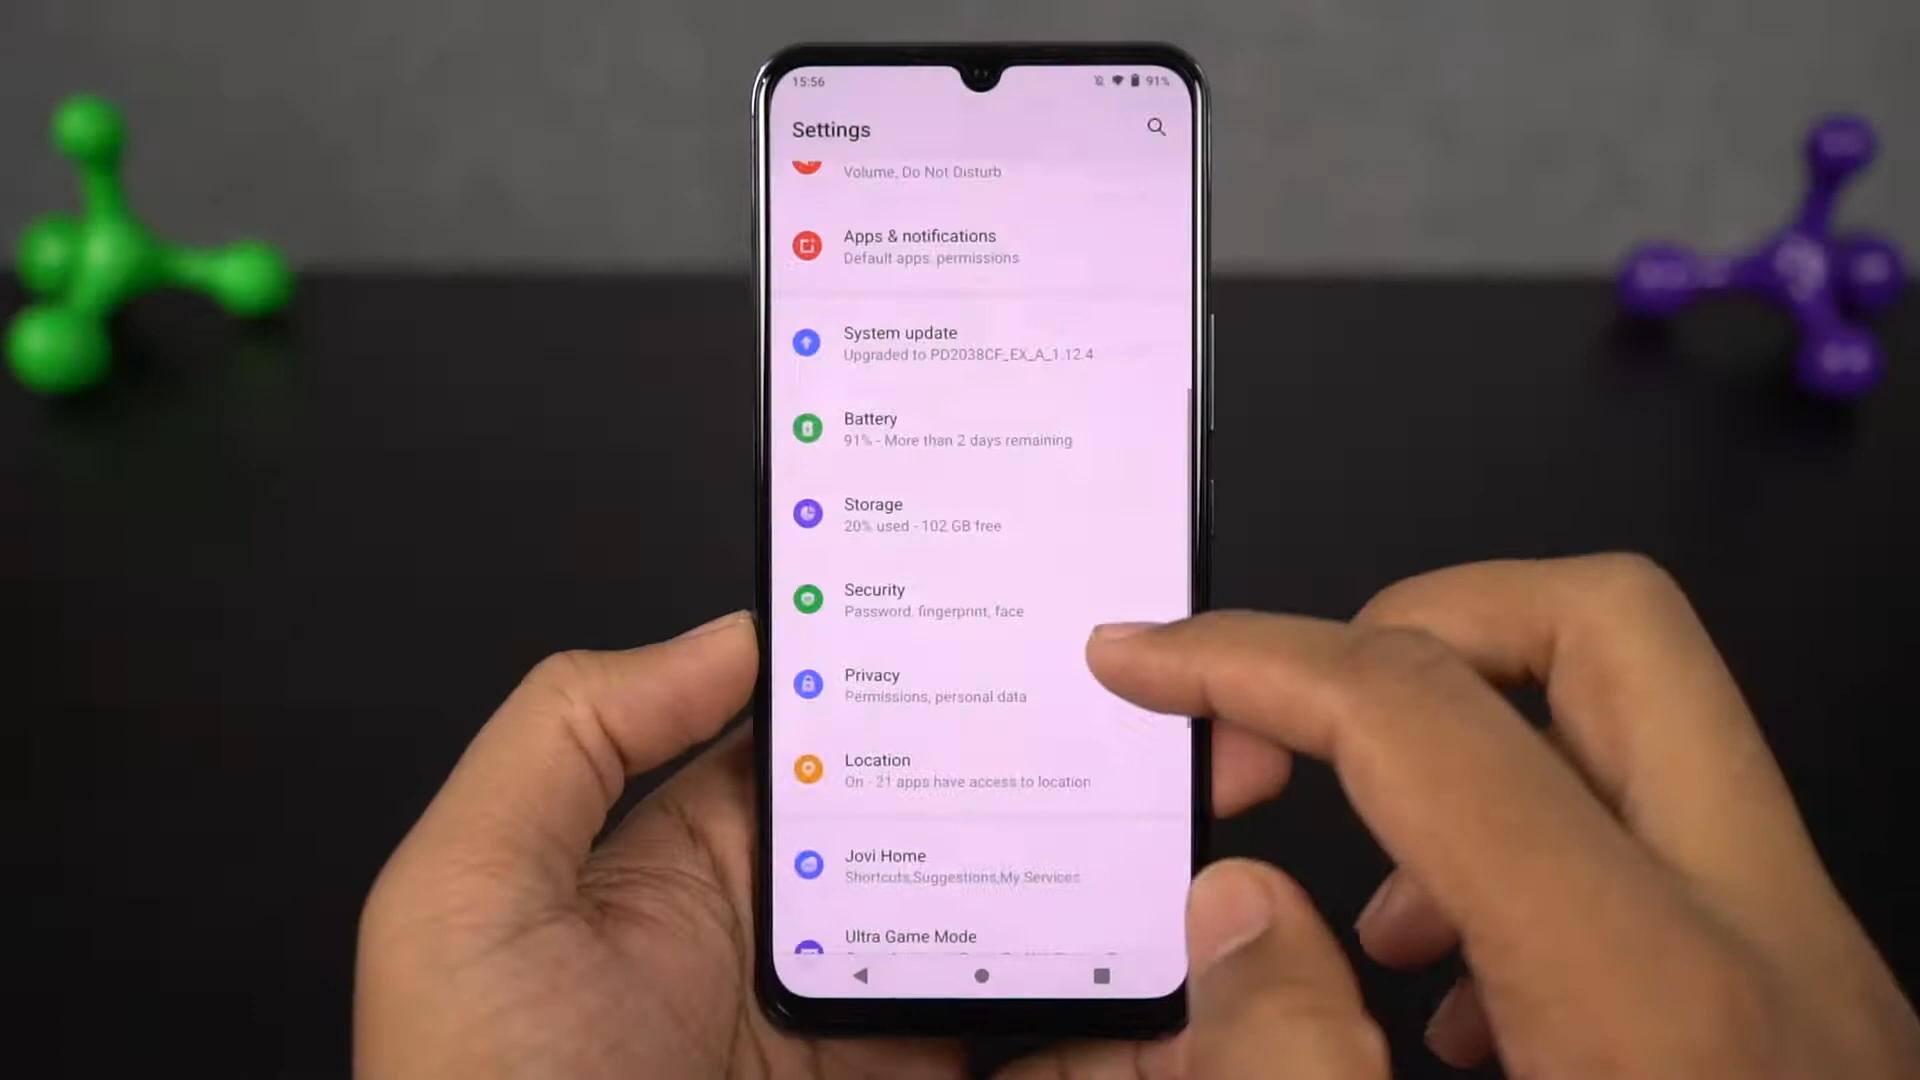 15:56
91%
Settings
Volume, Do Not Disturb
Apps & notifications
Default apps, permissions
System update
Upgraded to PD2038CF_EX_A_1.12.4
Battery
91% - More than 2 days remaining
Storage
20% used - 102 GB free
Security
Password, fingerprint, face
Privacy
Permissions, personal data
Location
On - 21 apps have access to location
Jovi Home
Shortcuts,Suggestions,My Services
Ultra Game Mode